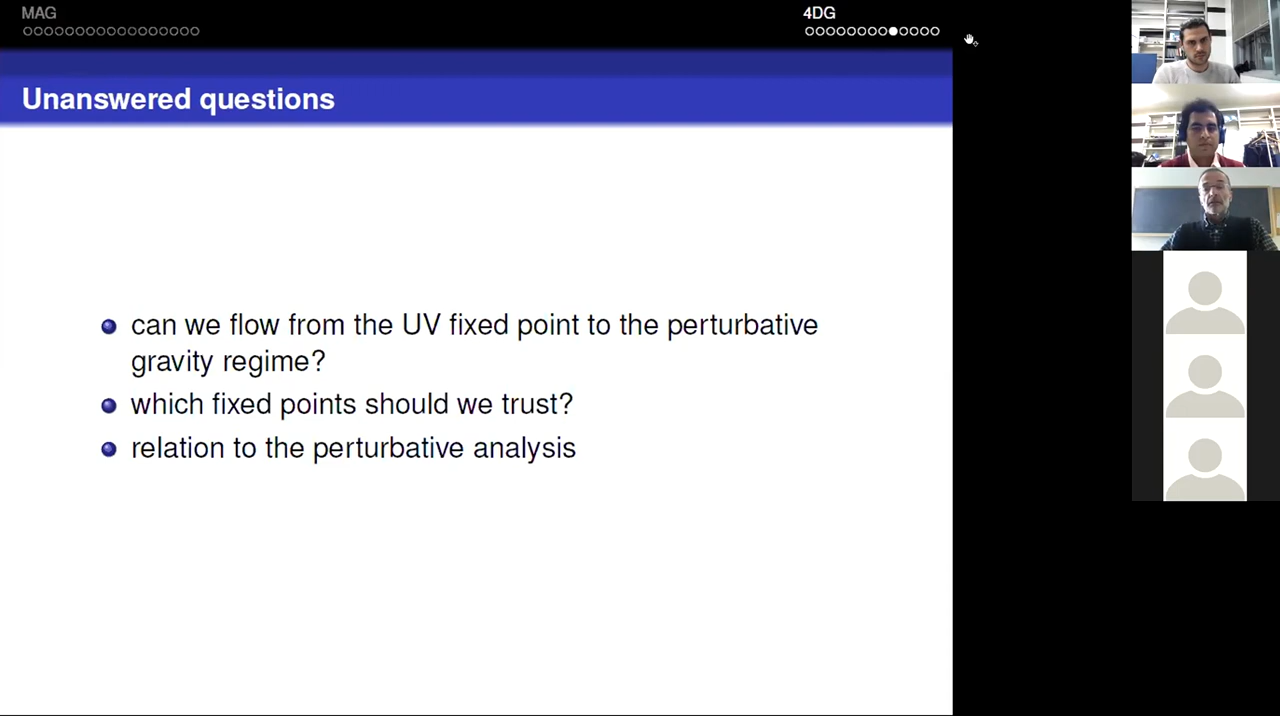 MAG
4DG
Unanswered questions
can we flow from the UV fixed point to the perturbative
gravity regime?
which fixed points should we trust?
relation to the perturbative analysis